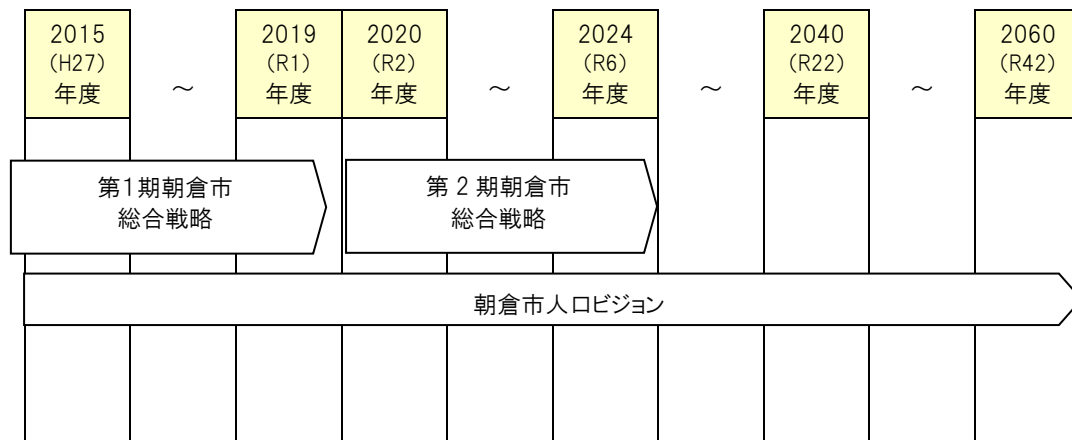 2015
（H27）
年度
～
2019
（R1）
年度
2020
（R2）
年度
～
2024
（R6）
年度
～
2040
（R22）
年度
～
2060
（R42）
年度
第1期朝倉市
総合戦略
第２期朝倉市
総合戦略
朝倉市人口ビジョン